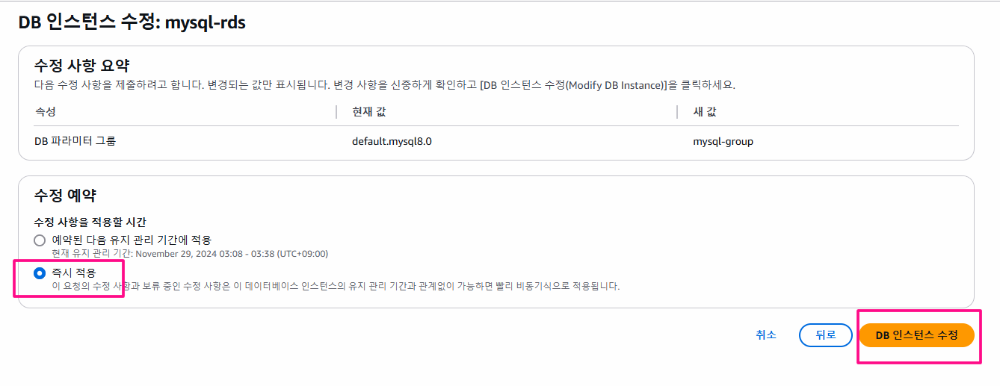 DB 인스턴스 수정: mysql-rds
수정 사항 요약
다음 수정 사항을 제출하려고 합니다. 변경되는 값만 표시됩니다. 변경 사항을 신중하게 확인하고 [DB 인스턴스 수정(Modify DB Instance)]을 클릭하세요.
속성 현재 값 새 값
DB 파라미터 그룹 default.mysql8.0 mysql-group
수정 예약
수정 사항을 적용할 시간
예약된 다음 유지 관리 기간에 적용
현재 유지 관리 기간: November 29, 2024 03:08 - 03:38 (UTC+09:00)
즉시 적용
이 요청의 수정 사항과 보류 중인 수정 사항은 이 데이터베이스 인스턴스의 유지 관리 기간과 관계없이 가능하면 빨리 비동기식으로 적용됩니다.
취소 뒤로 DB 인스턴스 수정